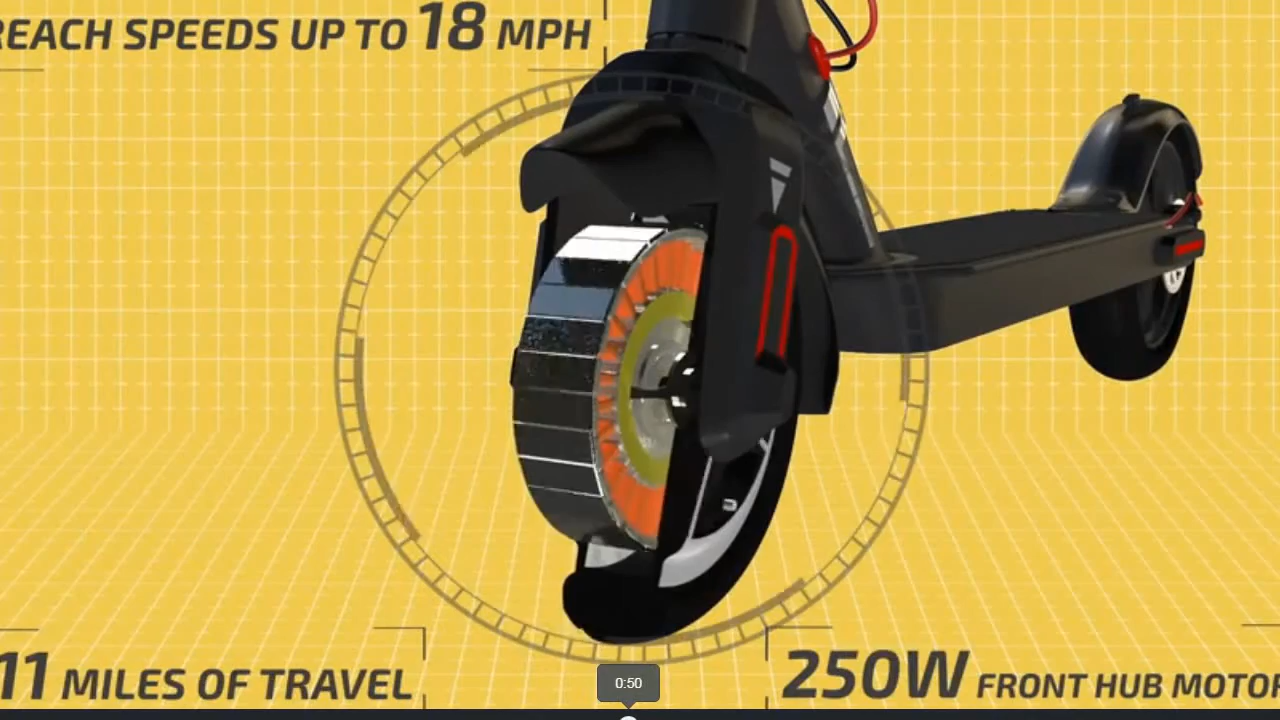 REACH SPEEDS UP TO 18 MPH
11 MILES OF TRAVEL
250W FRONT HUB MOTOR
0:50